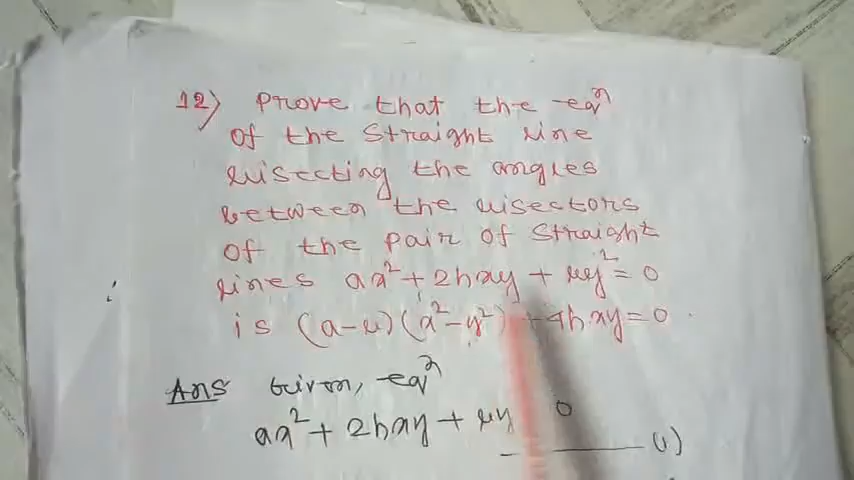 12) Prove that the eqⁿ
of the straight line
bisecting the angles
between the bisectors
of the pair of straight
lines ax² + 2hxy + by² = 0
is (a-b)(x²-y²) + 4hxy = 0.
Ans Given, eqⁿ
ax² + 2hxy + by 0
(1)